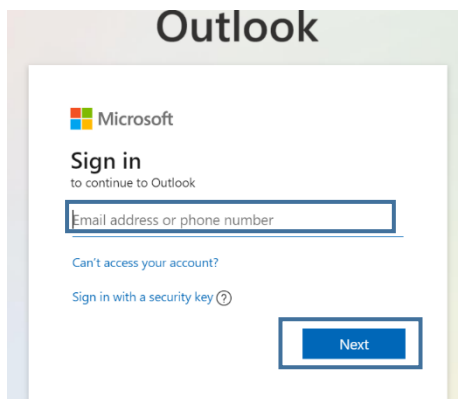 Outlook
Microsoft
Sign in
to continue to Outlook
Email address or phone number
Can't access your account?
Sign in with a security key ?
Next